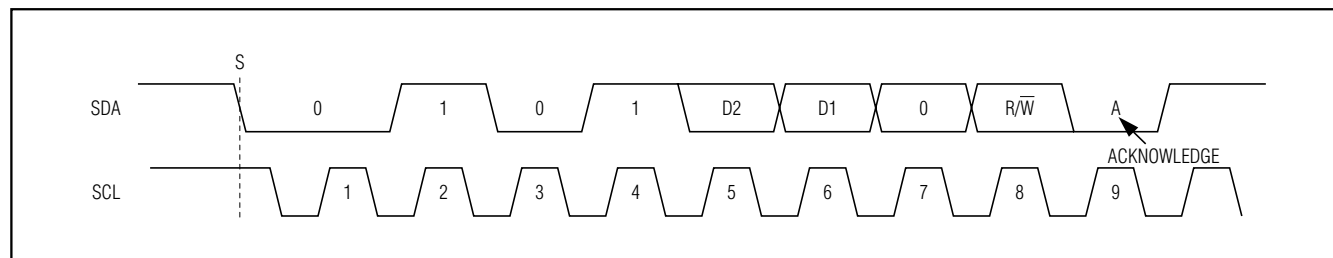 S
SDA 0 1 0 1 D2 D1 0 R/W̅ A
ACKNOWLEDGE
SCL 1 2 3 4 5 6 7 8 9